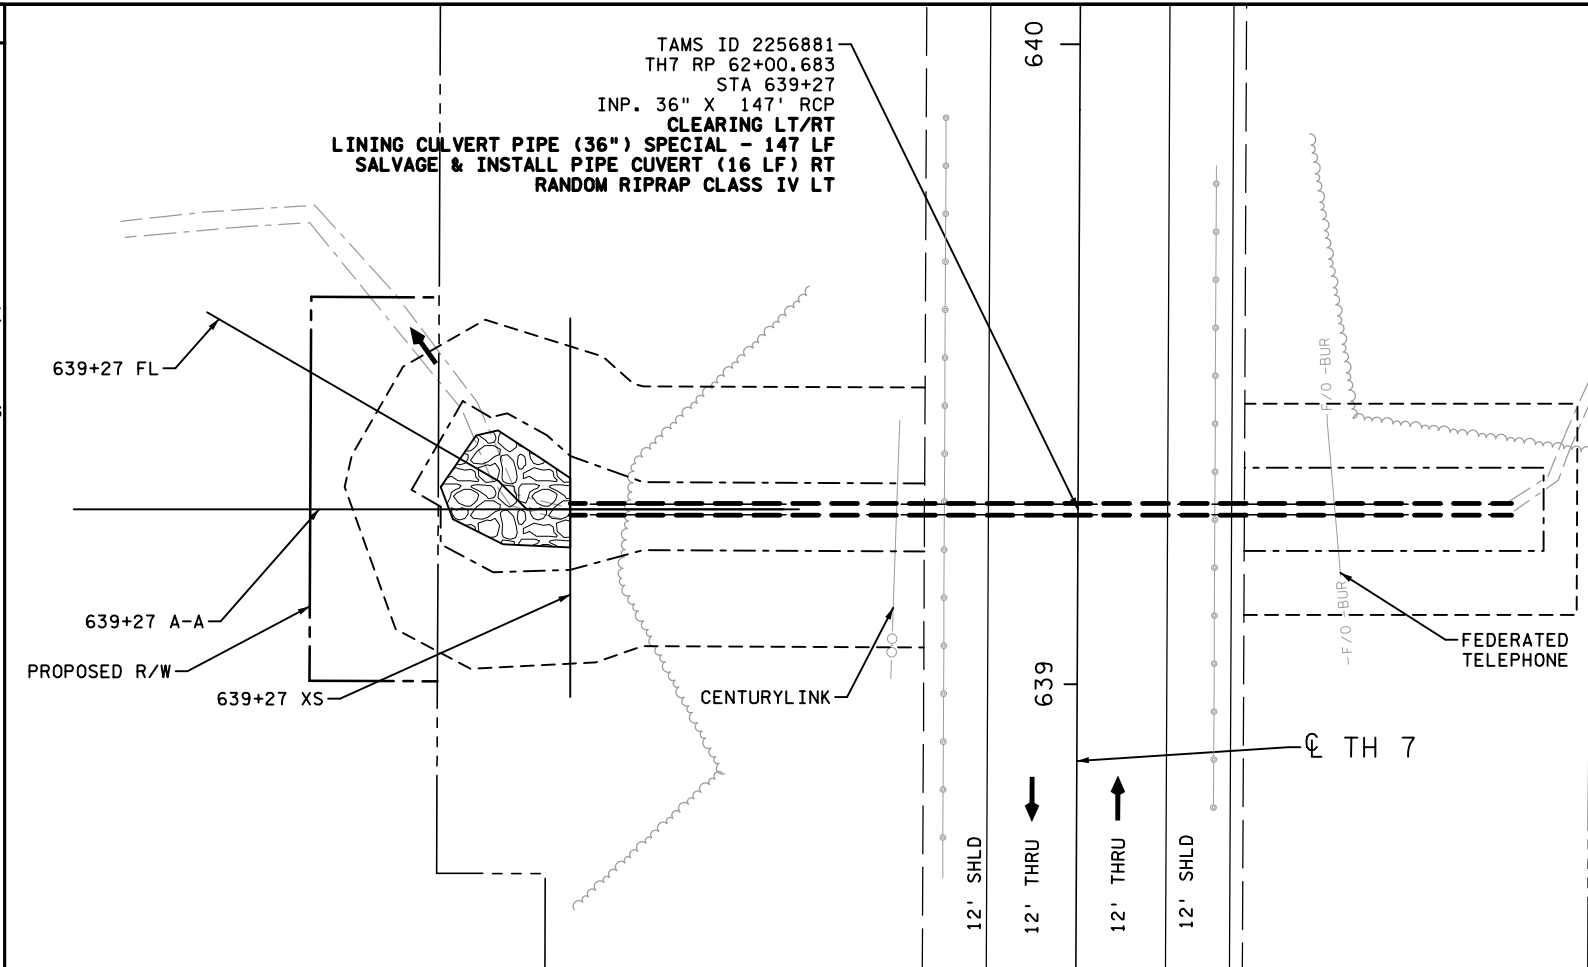 TAMS ID 2256881
TH7 RP 62+00.683
STA 639+27
INP. 36" X 147' RCP
CLEARING LT/RT
LINING CULVERT PIPE (36") SPECIAL - 147 LF
SALVAGE & INSTALL PIPE CUVERT (16 LF) RT
RANDOM RIPRAP CLASS IV LT
640
639+27 FL
F/O -BUR
639+27 A-A
PROPOSED R/W
639+27 XS
CENTURYLINK
639
-F/O -BUR
FEDERATED
TELEPHONE
℄ TH 7
12' SHLD
12' THRU
12' THRU
12' SHLD